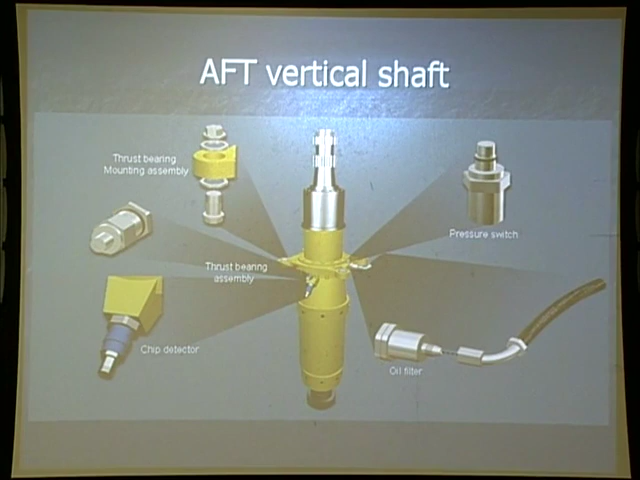 AFT vertical shaft
Thrust bearing
Mounting assembly
Pressure switch
Thrust bearing
assembly
Chip detector
Oil filter